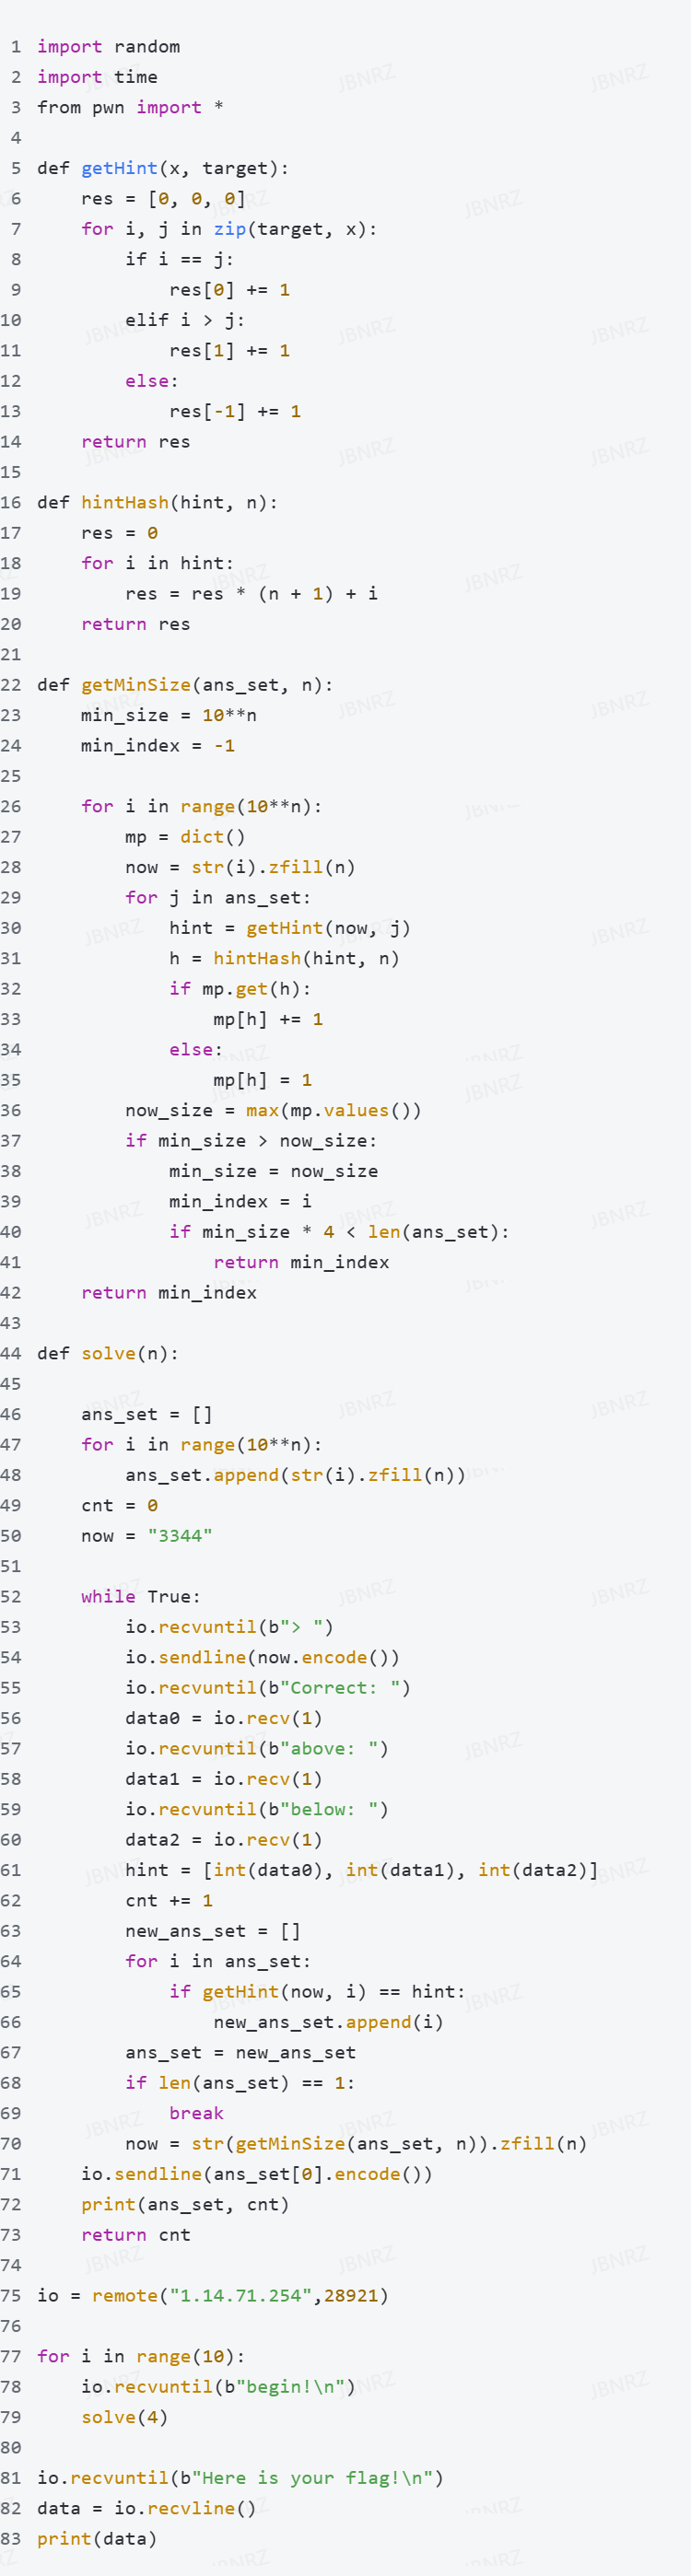 1 import random
2 import time
3 from pwn import *
4
5 def getHint(x, target):
6     res = [0, 0, 0]
7     for i, j in zip(target, x):
8         if i == j:
9             res[0] += 1
10         elif i > j:
11             res[1] += 1
12         else:
13             res[-1] += 1
14     return res
15
16 def hintHash(hint, n):
17     res = 0
18     for i in hint:
19         res = res * (n + 1) + i
20     return res
21
22 def getMinSize(ans_set, n):
23     min_size = 10**n
24     min_index = -1
25
26     for i in range(10**n):
27         mp = dict()
28         now = str(i).zfill(n)
29         for j in ans_set:
30             hint = getHint(now, j)
31             h = hintHash(hint, n)
32             if mp.get(h):
33                 mp[h] += 1
34             else:
35                 mp[h] = 1
36         now_size = max(mp.values())
37         if min_size > now_size:
38             min_size = now_size
39             min_index = i
40             if min_size * 4 < len(ans_set):
41                 return min_index
42     return min_index
43
44 def solve(n):
45
46     ans_set = []
47     for i in range(10**n):
48         ans_set.append(str(i).zfill(n))
49     cnt = 0
50     now = "3344"
51
52     while True:
53         io.recvuntil(b"> ")
54         io.sendline(now.encode())
55         io.recvuntil(b"Correct: ")
56         data0 = io.recv(1)
57         io.recvuntil(b"above: ")
58         data1 = io.recv(1)
59         io.recvuntil(b"below: ")
60         data2 = io.recv(1)
61         hint = [int(data0), int(data1), int(data2)]
62         cnt += 1
63         new_ans_set = []
64         for i in ans_set:
65             if getHint(now, i) == hint:
66                 new_ans_set.append(i)
67         ans_set = new_ans_set
68         if len(ans_set) == 1:
69             break
70         now = str(getMinSize(ans_set, n)).zfill(n)
71     io.sendline(ans_set[0].encode())
72     print(ans_set, cnt)
73     return cnt
74
75 io = remote("1.14.71.254",28921)
76
77 for i in range(10):
78     io.recvuntil(b"begin!\n")
79     solve(4)
80
81 io.recvuntil(b"Here is your flag!\n")
82 data = io.recvline()
83 print(data)
JBNRZ